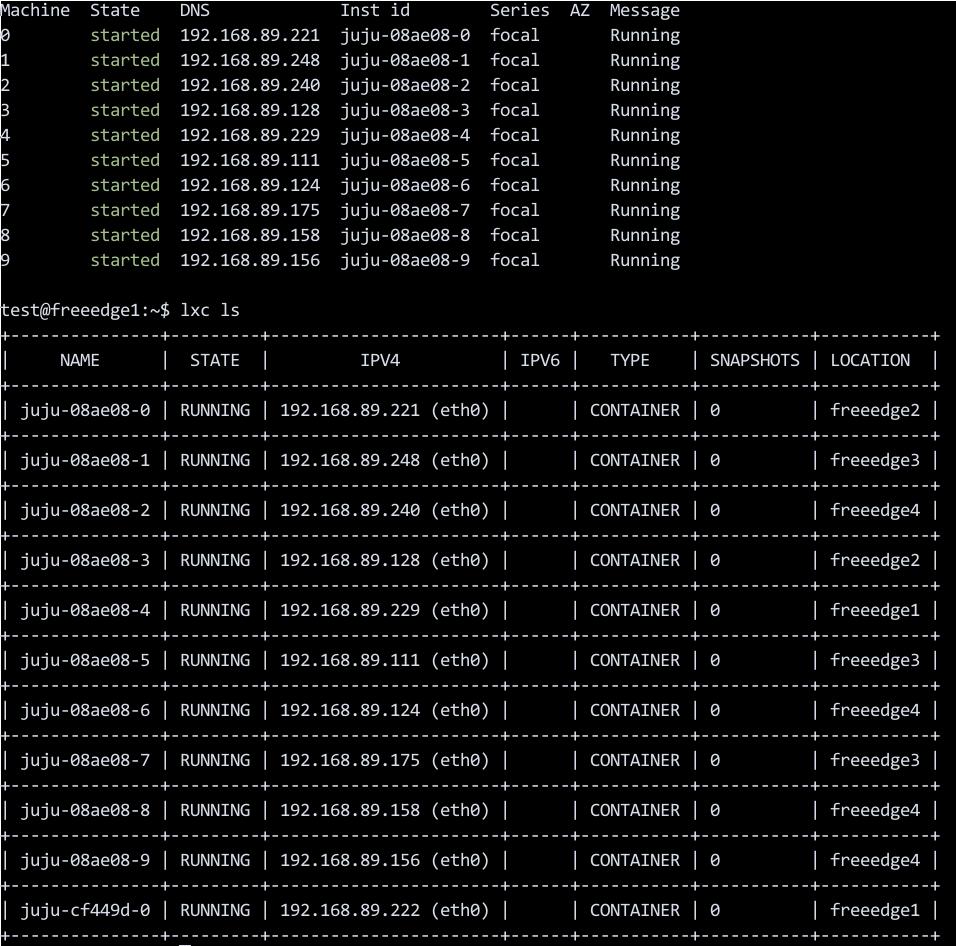 Machine  State    DNS             Inst id        Series  AZ  Message
0        started  192.168.89.221  juju-08ae08-0  focal       Running
1        started  192.168.89.248  juju-08ae08-1  focal       Running
2        started  192.168.89.240  juju-08ae08-2  focal       Running
3        started  192.168.89.128  juju-08ae08-3  focal       Running
4        started  192.168.89.229  juju-08ae08-4  focal       Running
5        started  192.168.89.111  juju-08ae08-5  focal       Running
6        started  192.168.89.124  juju-08ae08-6  focal       Running
7        started  192.168.89.175  juju-08ae08-7  focal       Running
8        started  192.168.89.158  juju-08ae08-8  focal       Running
9        started  192.168.89.156  juju-08ae08-9  focal       Running
test@freeedge1:~$ lxc ls
+---------------+---------+-----------------------+------+-----------+-----------+-----------+
|     NAME      |  STATE  |         IPV4          | IPV6 |   TYPE    | SNAPSHOTS | LOCATION  |
+---------------+---------+-----------------------+------+-----------+-----------+-----------+
| juju-08ae08-0 | RUNNING | 192.168.89.221 (eth0) |      | CONTAINER | 0         | freeedge2 |
+---------------+---------+-----------------------+------+-----------+-----------+-----------+
| juju-08ae08-1 | RUNNING | 192.168.89.248 (eth0) |      | CONTAINER | 0         | freeedge3 |
+---------------+---------+-----------------------+------+-----------+-----------+-----------+
| juju-08ae08-2 | RUNNING | 192.168.89.240 (eth0) |      | CONTAINER | 0         | freeedge4 |
+---------------+---------+-----------------------+------+-----------+-----------+-----------+
| juju-08ae08-3 | RUNNING | 192.168.89.128 (eth0) |      | CONTAINER | 0         | freeedge2 |
+---------------+---------+-----------------------+------+-----------+-----------+-----------+
| juju-08ae08-4 | RUNNING | 192.168.89.229 (eth0) |      | CONTAINER | 0         | freeedge1 |
+---------------+---------+-----------------------+------+-----------+-----------+-----------+
| juju-08ae08-5 | RUNNING | 192.168.89.111 (eth0) |      | CONTAINER | 0         | freeedge3 |
+---------------+---------+-----------------------+------+-----------+-----------+-----------+
| juju-08ae08-6 | RUNNING | 192.168.89.124 (eth0) |      | CONTAINER | 0         | freeedge4 |
+---------------+---------+-----------------------+------+-----------+-----------+-----------+
| juju-08ae08-7 | RUNNING | 192.168.89.175 (eth0) |      | CONTAINER | 0         | freeedge3 |
+---------------+---------+-----------------------+------+-----------+-----------+-----------+
| juju-08ae08-8 | RUNNING | 192.168.89.158 (eth0) |      | CONTAINER | 0         | freeedge4 |
+---------------+---------+-----------------------+------+-----------+-----------+-----------+
| juju-08ae08-9 | RUNNING | 192.168.89.156 (eth0) |      | CONTAINER | 0         | freeedge4 |
+---------------+---------+-----------------------+------+-----------+-----------+-----------+
| juju-cf449d-0 | RUNNING | 192.168.89.222 (eth0) |      | CONTAINER | 0         | freeedge1 |
+---------------+---------+-----------------------+------+-----------+-----------+-----------+